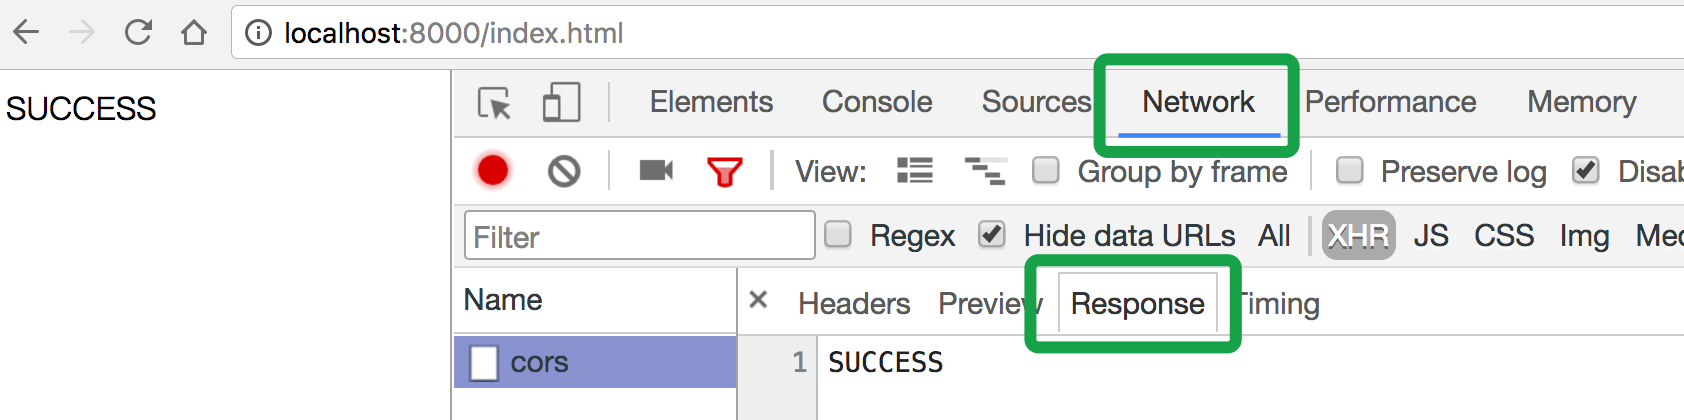 localhost:8000/index.html
SUCCESS
Elements Console Sources Network Performance Memory
View: Group by frame Preserve log Disab
Filter Regex Hide data URLs All XHR JS CSS Img Med
Name
Headers Preview Response Timing
cors
1 SUCCESS